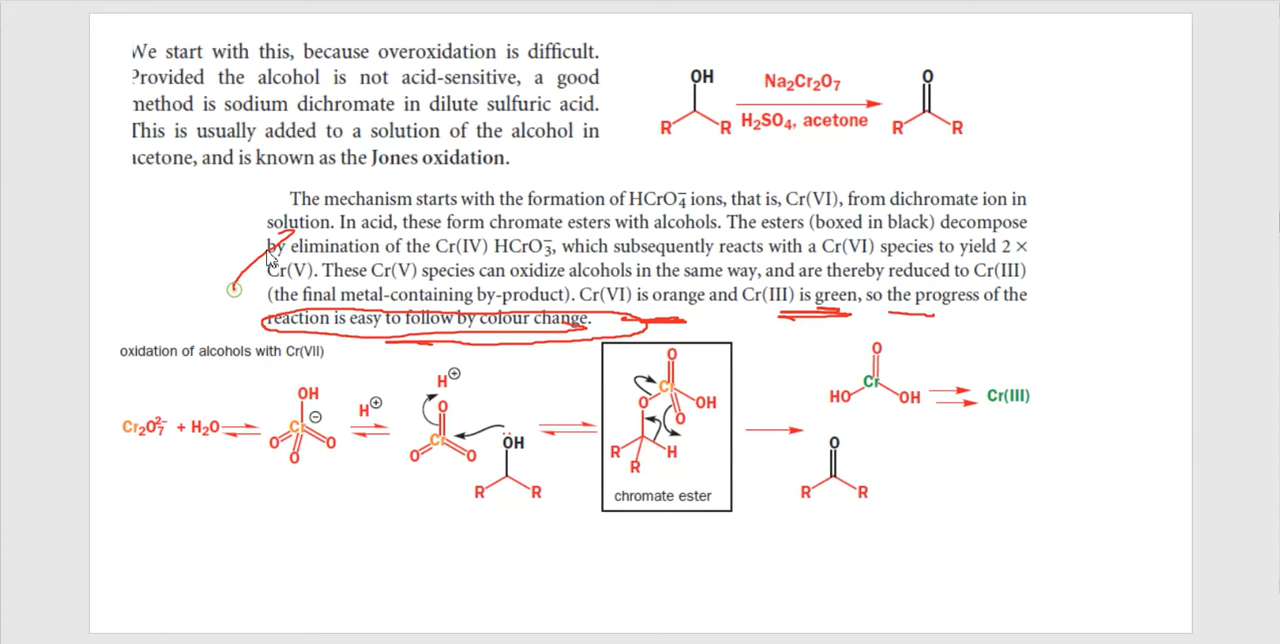 We start with this, because overoxidation is difficult.
Provided the alcohol is not acid-sensitive, a good
method is sodium dichromate in dilute sulfuric acid.
This is usually added to a solution of the alcohol in
acetone, and is known as the Jones oxidation.
OH
Na₂Cr₂O₇
H₂SO₄, acetone
R R
O
R R
The mechanism starts with the formation of HCrO₄⁻ ions, that is, Cr(VI), from dichromate ion in
solution. In acid, these form chromate esters with alcohols. The esters (boxed in black) decompose
by elimination of the Cr(IV) HCrO₃⁻, which subsequently reacts with a Cr(VI) species to yield 2 ×
Cr(V). These Cr(V) species can oxidize alcohols in the same way, and are thereby reduced to Cr(III)
(the final metal-containing by-product). Cr(VI) is orange and Cr(III) is green, so the progress of the
reaction is easy to follow by colour change.
oxidation of alcohols with Cr(VII)
Cr₂O₇²⁻ + H₂O
OH
Cr ⊖
O O
O
H⊕
H⊕
O
Cr
O O
ÖH
R R
O
Cr
O OH
O
R H
R
chromate ester
O
Cr
HO OH
Cr(III)
O
R R